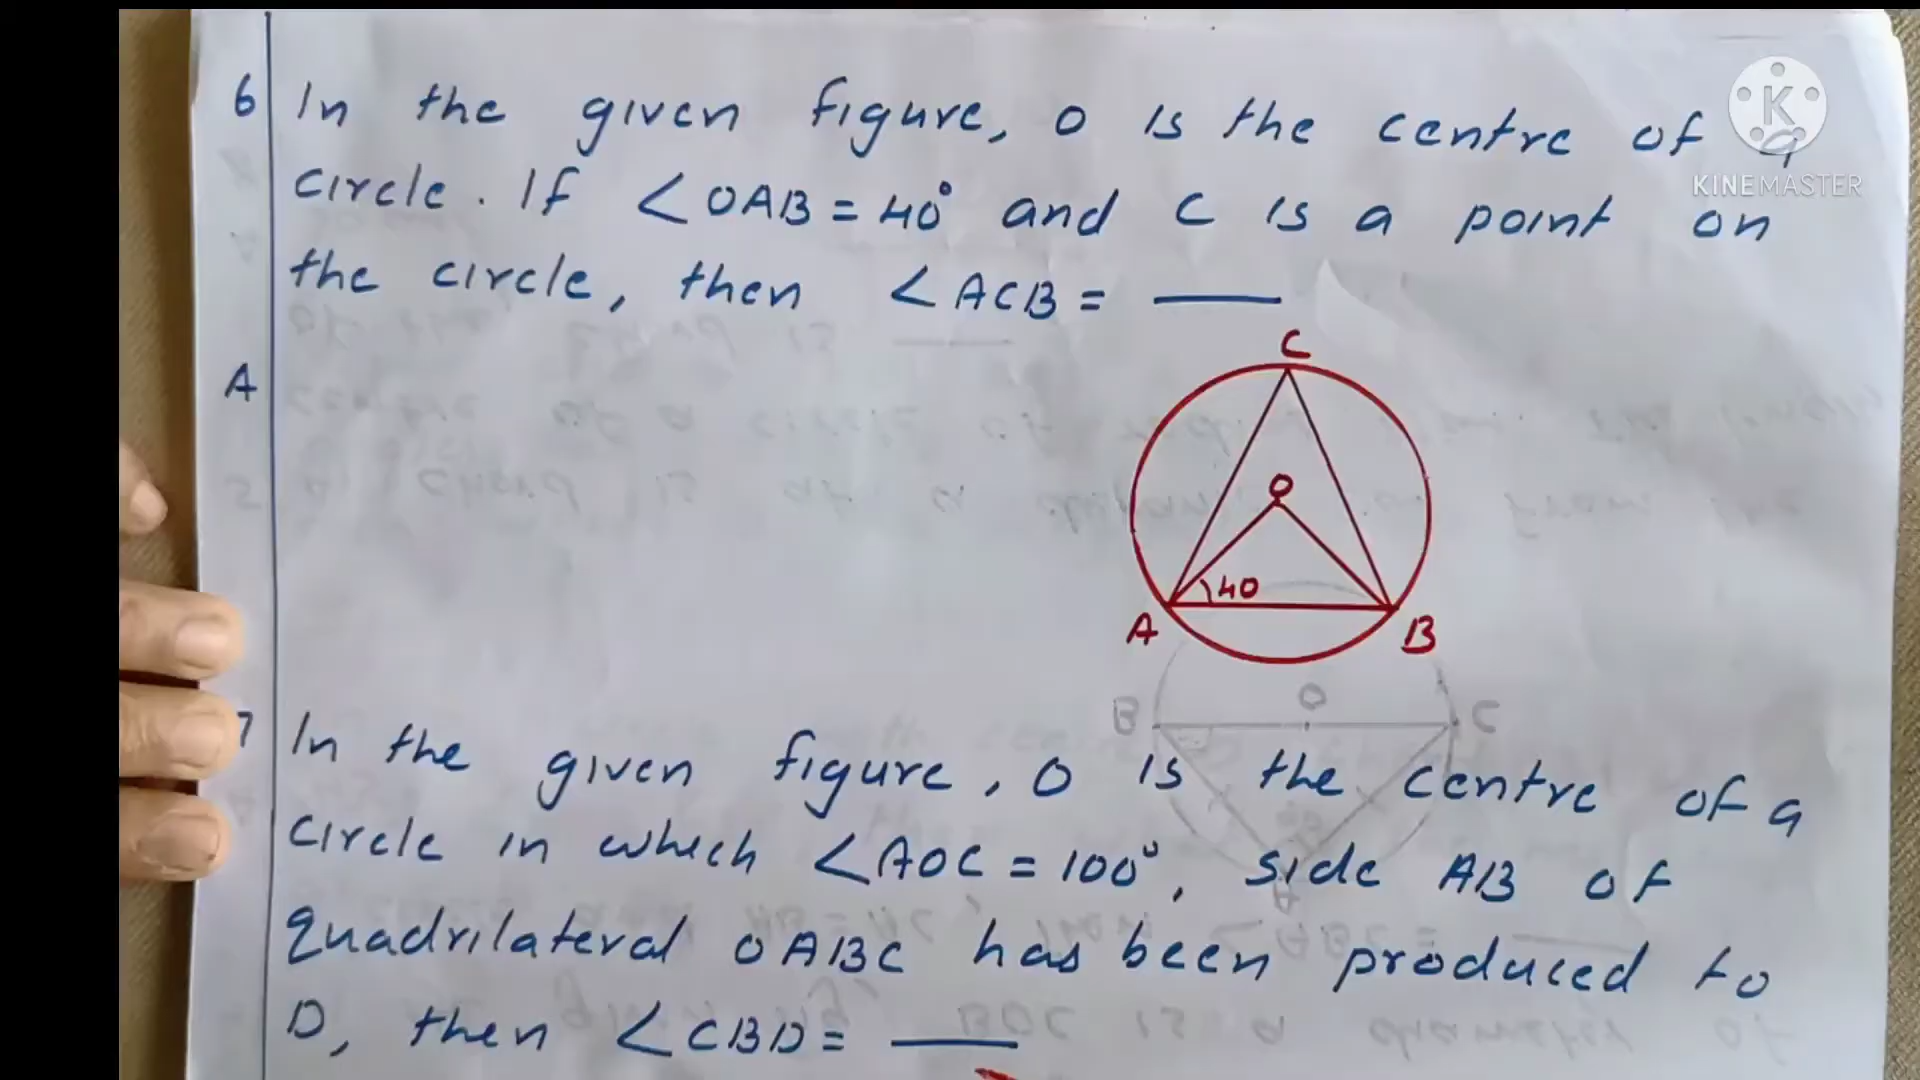 KINEMASTER
6 In the given figure, O is the centre of a
circle. If ∠OAB = 40° and C is a point on
the circle, then ∠ACB = ____
A
C
O
40
A
B
7 In the given figure, O is the centre of a
circle in which ∠AOC = 100°, side AB of
quadrilateral OABC has been produced to
D, then ∠CBD = ____